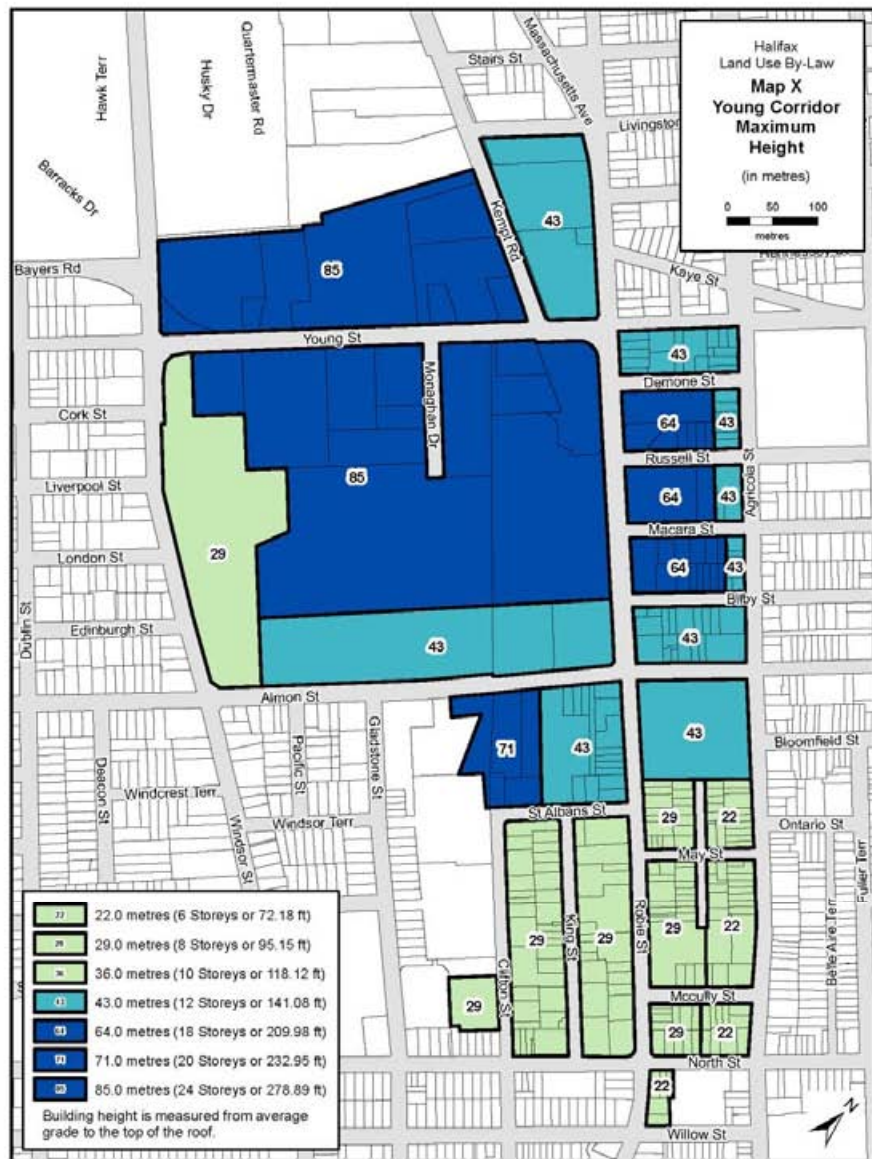 Halifax
Land Use By-Law
Map X
Young Corridor
Maximum
Height
(in metres)
0 50 100
metres
Hawk Terr
Husky Dr
Quartermaster Rd
Stairs St
Massachusetts Ave
Barracks Dr
Kempt Rd
43
Bayers Rd
85
Kaye St
Young St
Monaghan Dr
43
Demone St
Cork St
64
43
Russell St
Agricola St
Liverpool St
85
64
43
Macara St
London St
29
64
43
Bilby St
Dublin St
Edinburgh St
43
43
Almon St
Gladstone St
Pacific St
71
43
43
Bloomfield St
Deacon St
Windcrest Terr
Windsor St
Windsor Terr
St Albans St
29
22
Ontario St
May St
Fuller Terr
Belle Aire Terr
Robie St
King St
Clifton St
29
29
29
22
29
Mccully St
29
22
North St
22
Willow St
N
22 22.0 metres (6 Storeys or 72.18 ft)
29 29.0 metres (8 Storeys or 95.15 ft)
36 36.0 metres (10 Storeys or 118.12 ft)
43 43.0 metres (12 Storeys or 141.08 ft)
64 64.0 metres (18 Storeys or 209.98 ft)
71 71.0 metres (20 Storeys or 232.95 ft)
85 85.0 metres (24 Storeys or 278.89 ft)
Building height is measured from average
grade to the top of the roof.